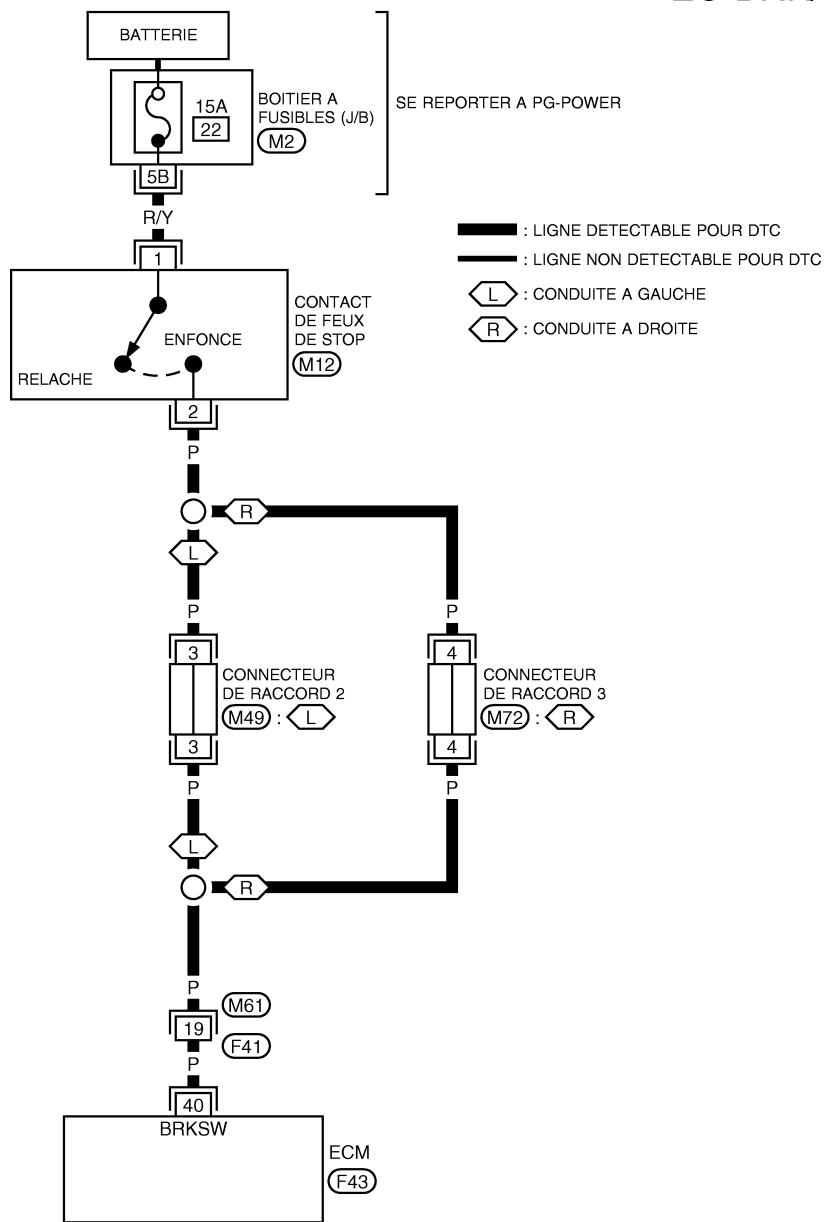 BATTERIE
15A
22
BOITIER A
FUSIBLES (J/B)
M2
SE REPORTER A PG-POWER
5B
R/Y
1
: LIGNE DETECTABLE POUR DTC
: LIGNE NON DETECTABLE POUR DTC
L : CONDUITE A GAUCHE
R : CONDUITE A DROITE
CONTACT
DE FEUX
DE STOP
M12
ENFONCE
RELACHE
2
P
R
L
P
P
3
4
CONNECTEUR
DE RACCORD 2
M49 : L
CONNECTEUR
DE RACCORD 3
M72 : R
3
4
P
P
L
R
P
M61
19
F41
P
40
BRKSW
ECM
F43